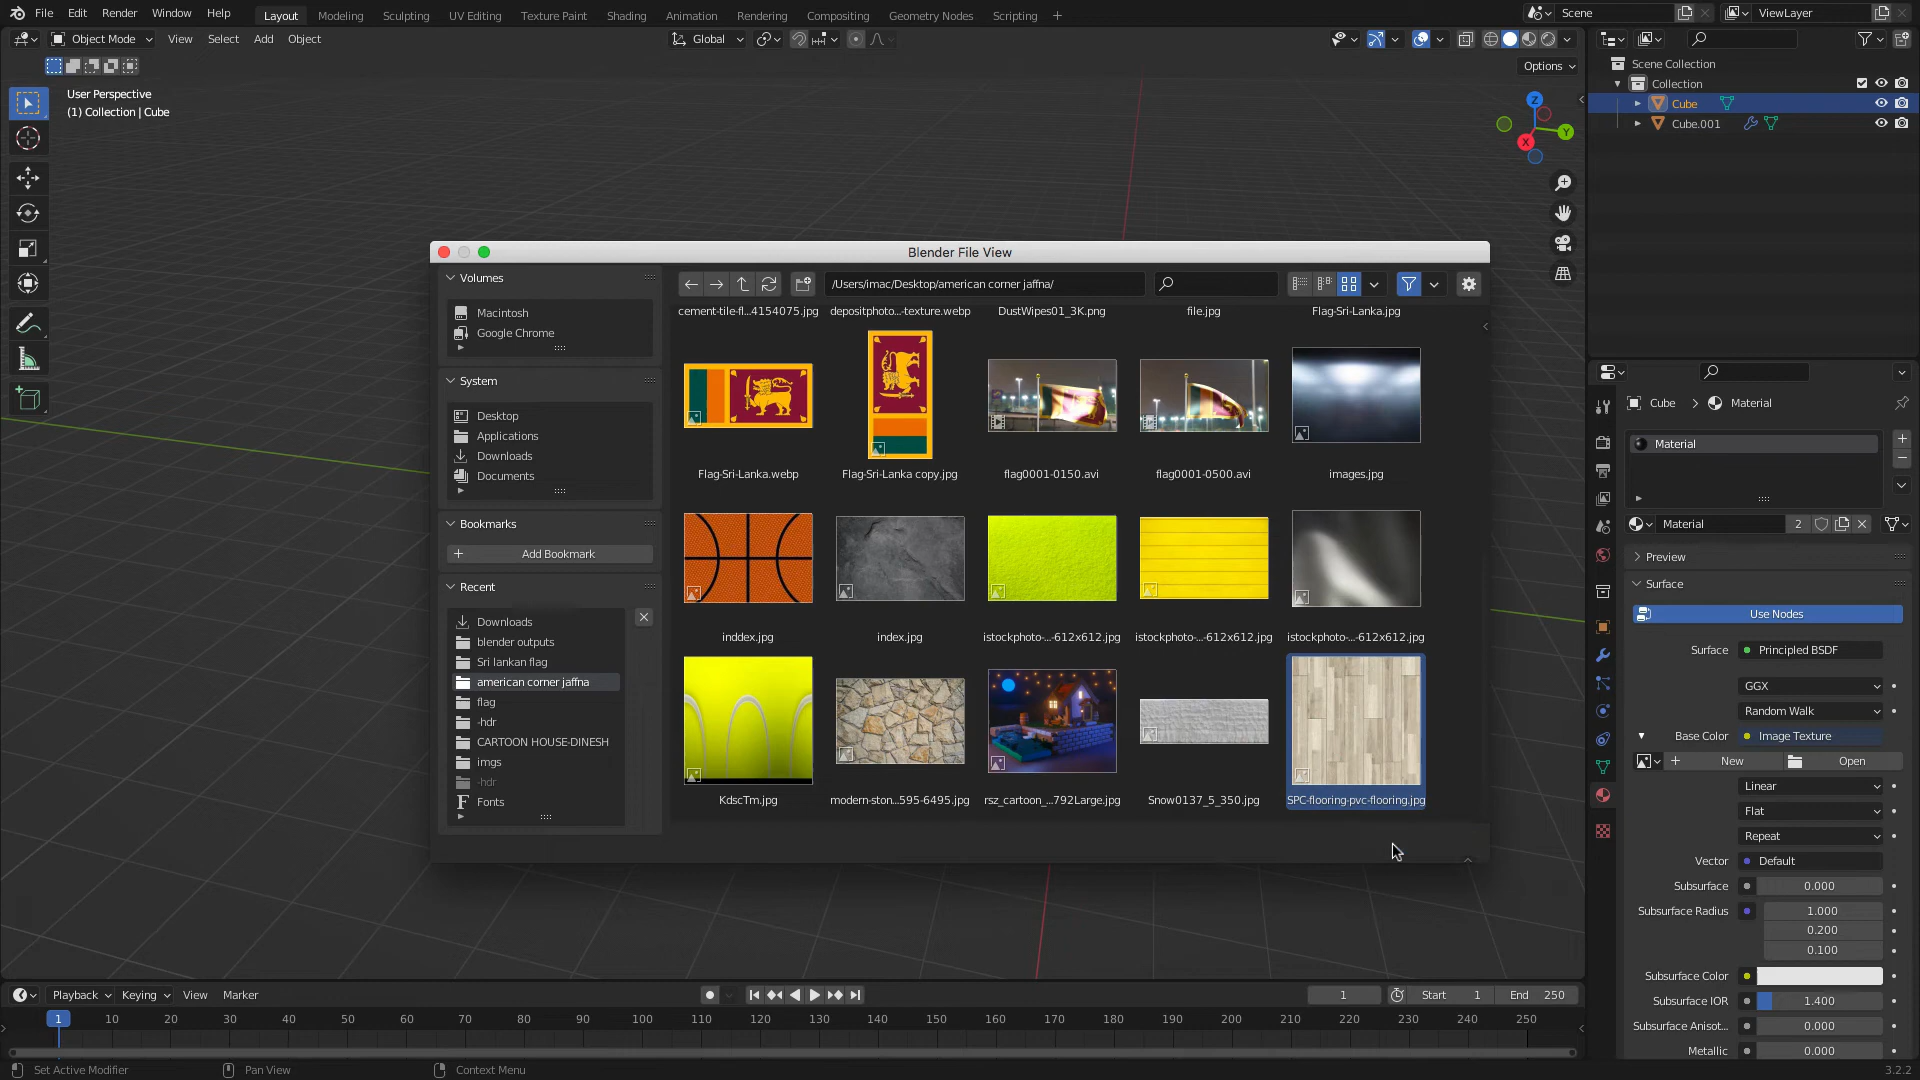 File Edit Render Window Help
Layout Modeling Sculpting UV Editing Texture Paint Shading Animation Rendering Compositing Geometry Nodes Scripting +
Scene
ViewLayer
Object Mode View Select Add Object
Global
Options
User Perspective
(1) Collection | Cube
Z
Y
X
Scene Collection
Collection
Cube
Cube.001
Blender File View
Volumes
Macintosh
Google Chrome
System
Desktop
Applications
Downloads
Documents
Bookmarks
+ Add Bookmark
Recent
Downloads
blender outputs
Sri lankan flag
american corner jaffna
flag
-hdr
CARTOON HOUSE-DINESH
imgs
-hdr
Fonts
/Users/imac/Desktop/american corner jaffna/
cement-tile-fl...4154075.jpg depositphoto...-texture.webp DustWipes01_3K.png file.jpg Flag-Sri-Lanka.jpg
Flag-Sri-Lanka.webp Flag-Sri-Lanka copy.jpg flag0001-0150.avi flag0001-0500.avi images.jpg
inddex.jpg index.jpg istockphoto-...-612x612.jpg istockphoto-...-612x612.jpg istockphoto-...-612x612.jpg
KdscTm.jpg modern-ston...595-6495.jpg rsz_cartoon_...792Large.jpg Snow0137_5_350.jpg SPC-flooring-pvc-flooring.jpg
Cube > Material
Material
Material 2
Preview
Surface
Use Nodes
Surface Principled BSDF
GGX
Random Walk
Base Color Image Texture
+ New Open
Linear
Flat
Repeat
Vector Default
Subsurface 0.000
Subsurface Radius 1.000
0.200
0.100
Subsurface Color
Subsurface IOR 1.400
Subsurface Anisot... 0.000
Metallic 0.000
Playback Keying View Marker
1 Start 1 End 250
1 10 20 30 40 50 60 70 80 90 100 110 120 130 140 150 160 170 180 190 200 210 220 230 240 250
Set Active Modifier Pan View Context Menu
3.2.2